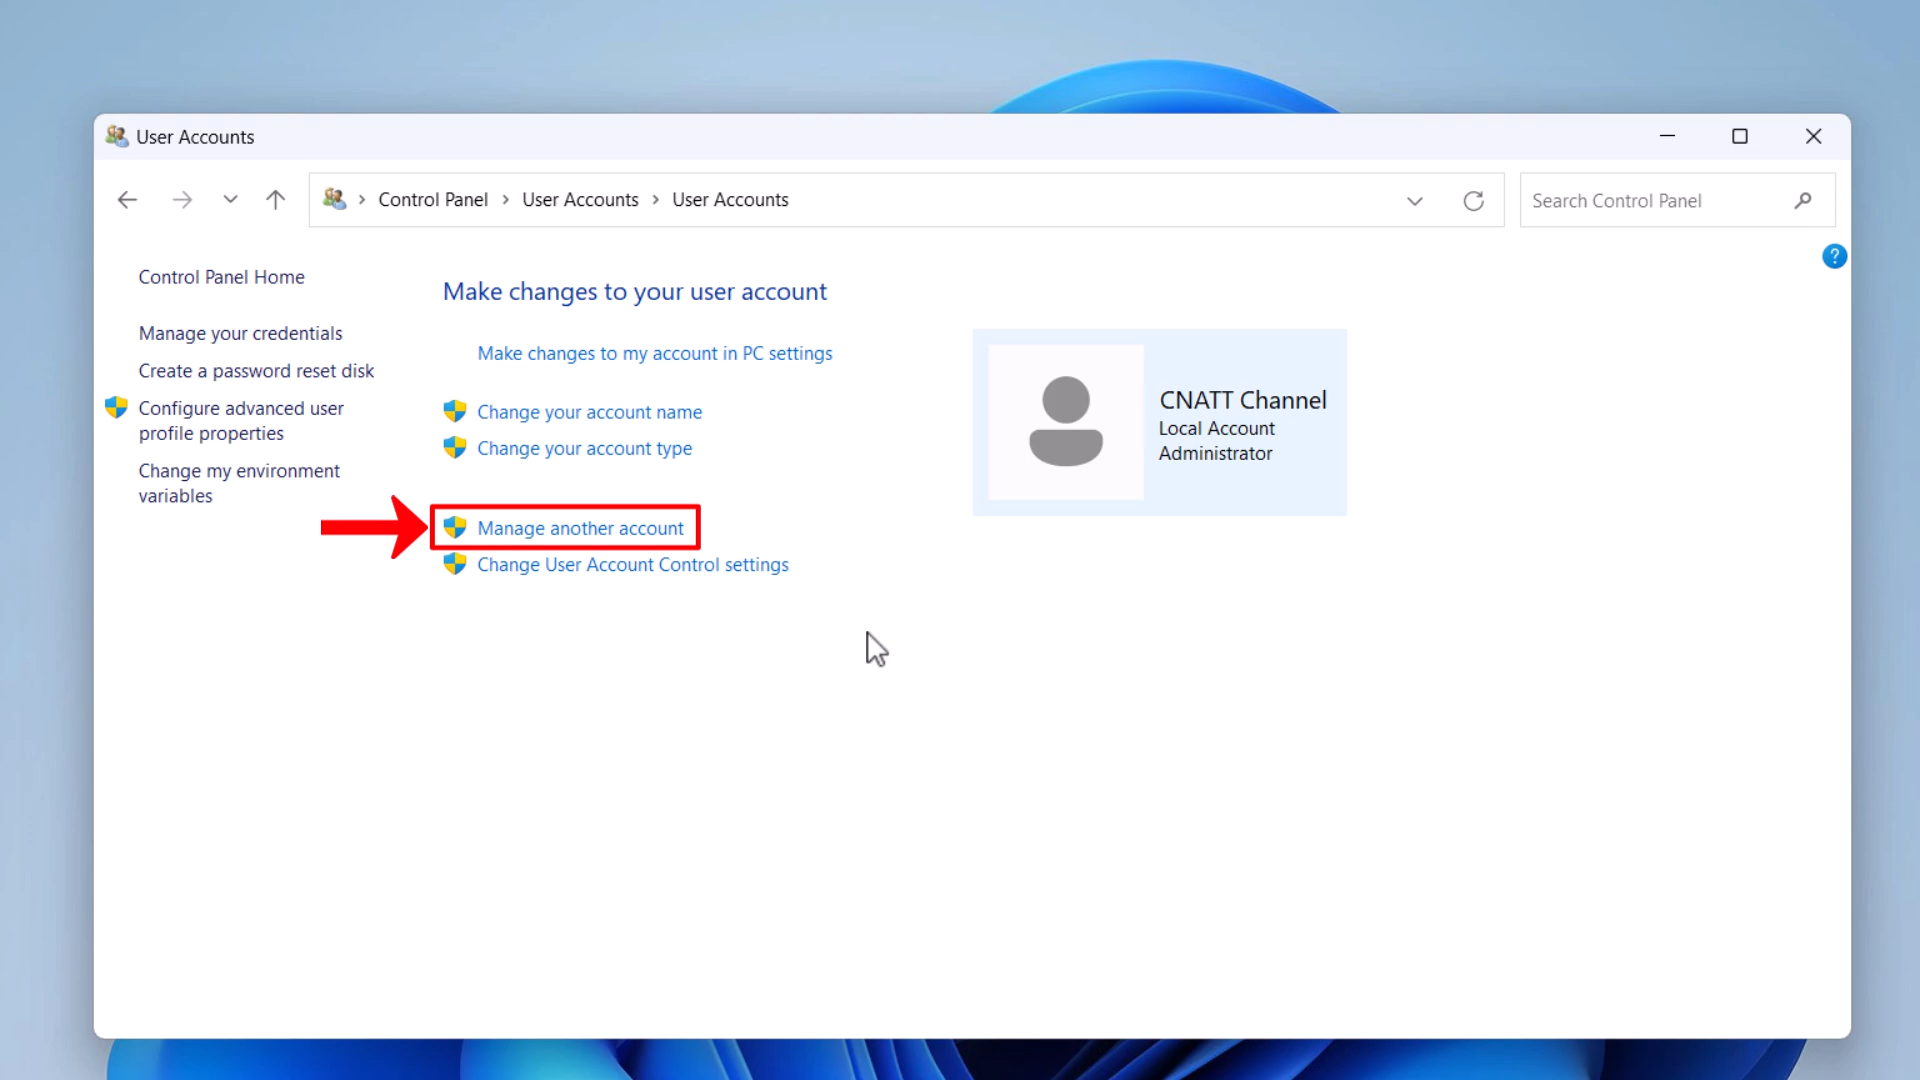 User Accounts
Control Panel > User Accounts > User Accounts
Search Control Panel
?
Control Panel Home
Manage your credentials
Create a password reset disk
Configure advanced user
profile properties
Change my environment
variables
Make changes to your user account
Make changes to my account in PC settings
Change your account name
Change your account type
Manage another account
Change User Account Control settings
CNATT Channel
Local Account
Administrator